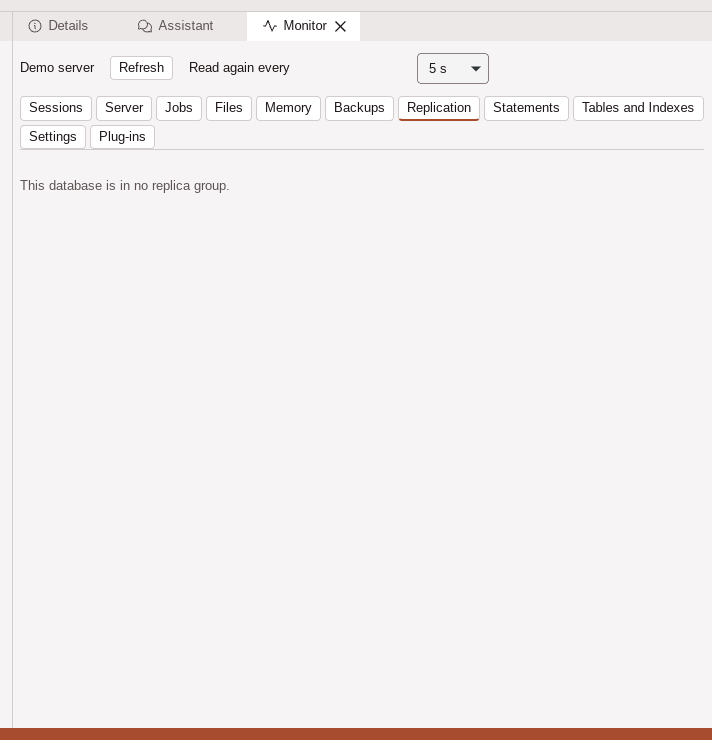 Details Assistant Monitor
Demo server Refresh Read again every 5 s
Sessions Server Jobs Files Memory Backups Replication Statements Tables and Indexes
Settings Plug-ins
This database is in no replica group.